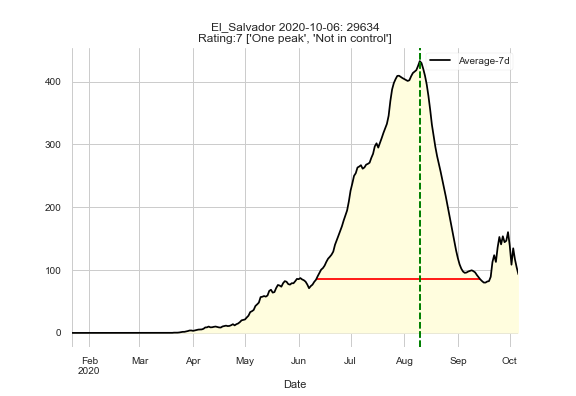 El_Salvador 2020-10-06: 29634
Rating:7 ['One peak', 'Not in control']
Average-7d
400
300
200
100
0
Feb Mar Apr May Jun Jul Aug Sep Oct
2020
Date